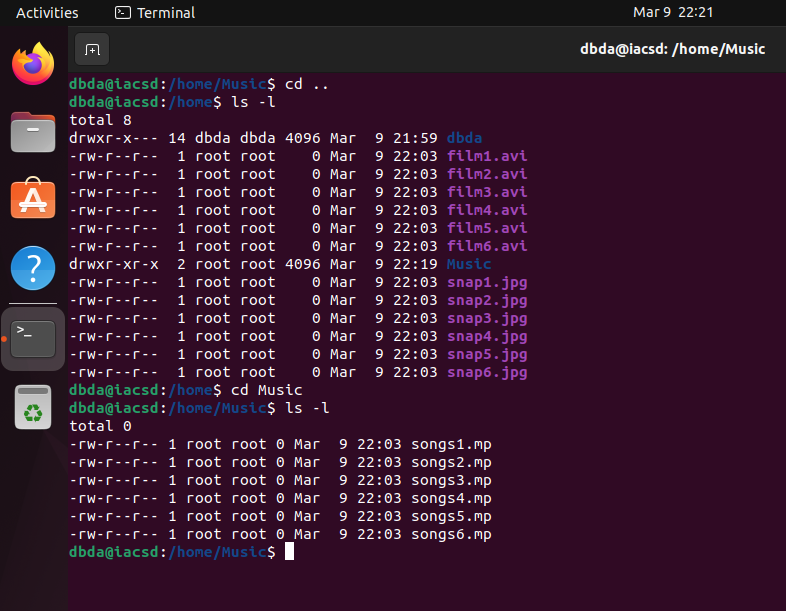 Activities Terminal Mar 9 22:21
dbda@iacsd: /home/Music
dbda@iacsd:/home/Music$ cd ..
dbda@iacsd:/home$ ls -l
total 8
drwxr-x--- 14 dbda dbda 4096 Mar  9 21:59 dbda
-rw-r--r--  1 root root    0 Mar  9 22:03 film1.avi
-rw-r--r--  1 root root    0 Mar  9 22:03 film2.avi
-rw-r--r--  1 root root    0 Mar  9 22:03 film3.avi
-rw-r--r--  1 root root    0 Mar  9 22:03 film4.avi
-rw-r--r--  1 root root    0 Mar  9 22:03 film5.avi
-rw-r--r--  1 root root    0 Mar  9 22:03 film6.avi
drwxr-xr-x  2 root root 4096 Mar  9 22:19 Music
-rw-r--r--  1 root root    0 Mar  9 22:03 snap1.jpg
-rw-r--r--  1 root root    0 Mar  9 22:03 snap2.jpg
-rw-r--r--  1 root root    0 Mar  9 22:03 snap3.jpg
-rw-r--r--  1 root root    0 Mar  9 22:03 snap4.jpg
-rw-r--r--  1 root root    0 Mar  9 22:03 snap5.jpg
-rw-r--r--  1 root root    0 Mar  9 22:03 snap6.jpg
dbda@iacsd:/home$ cd Music
dbda@iacsd:/home/Music$ ls -l
total 0
-rw-r--r-- 1 root root 0 Mar  9 22:03 songs1.mp
-rw-r--r-- 1 root root 0 Mar  9 22:03 songs2.mp
-rw-r--r-- 1 root root 0 Mar  9 22:03 songs3.mp
-rw-r--r-- 1 root root 0 Mar  9 22:03 songs4.mp
-rw-r--r-- 1 root root 0 Mar  9 22:03 songs5.mp
-rw-r--r-- 1 root root 0 Mar  9 22:03 songs6.mp
dbda@iacsd:/home/Music$